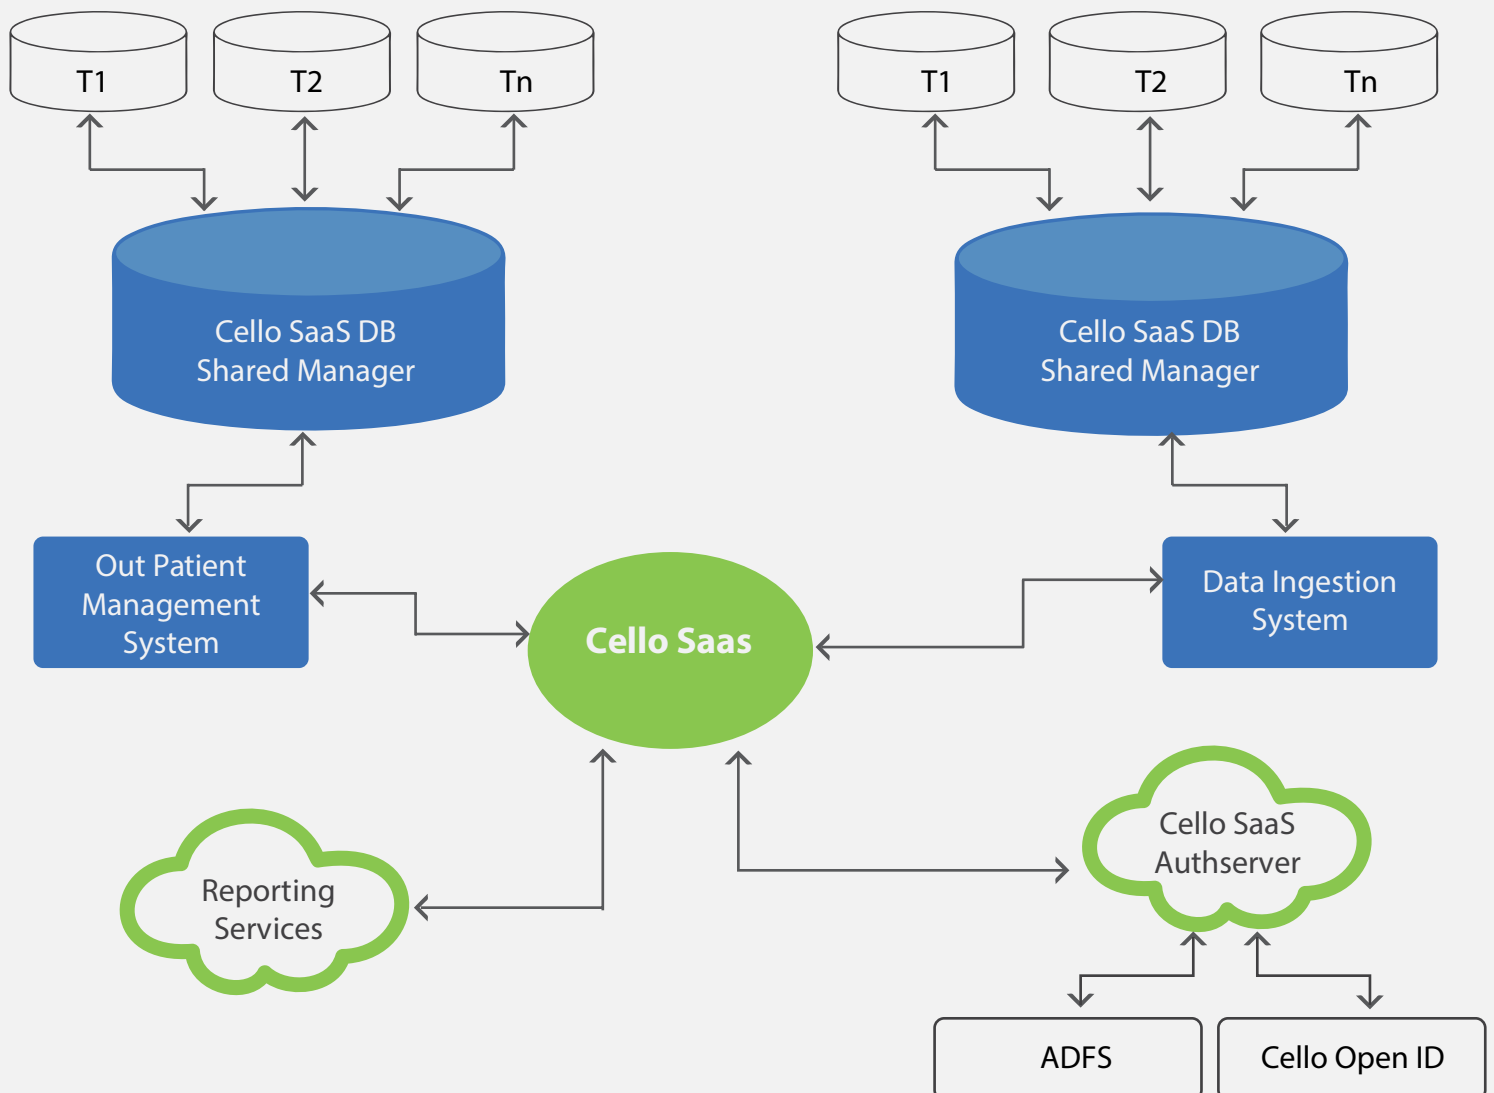 T1
T2
Tn
T1
T2
Tn
Cello SaaS DB
Shared Manager
Cello SaaS DB
Shared Manager
Out Patient
Management
System
Cello Saas
Data Ingestion
System
Reporting
Services
Cello SaaS
Authserver
ADFS
Cello Open ID